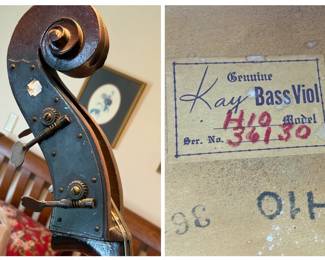 Genuine
Kay Bass Viol
H10 Model
Ser. No. 36130
H10
36